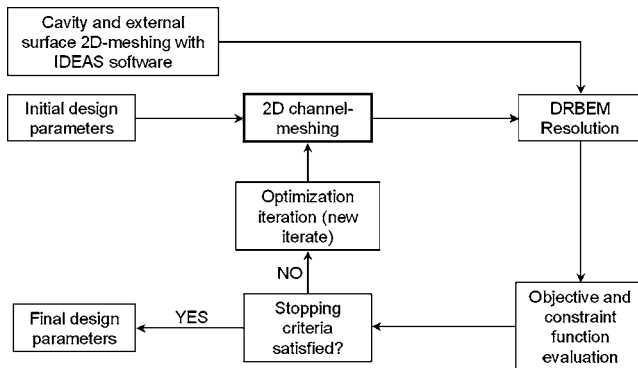 Cavity and external
surface 2D-meshing with
IDEAS software
Initial design
parameters
2D channel-
meshing
DRBEM
Resolution
Optimization
iteration (new
iterate)
NO
Final design
parameters
YES
Stopping
criteria
satisfied?
Objective and
constraint
function
evaluation